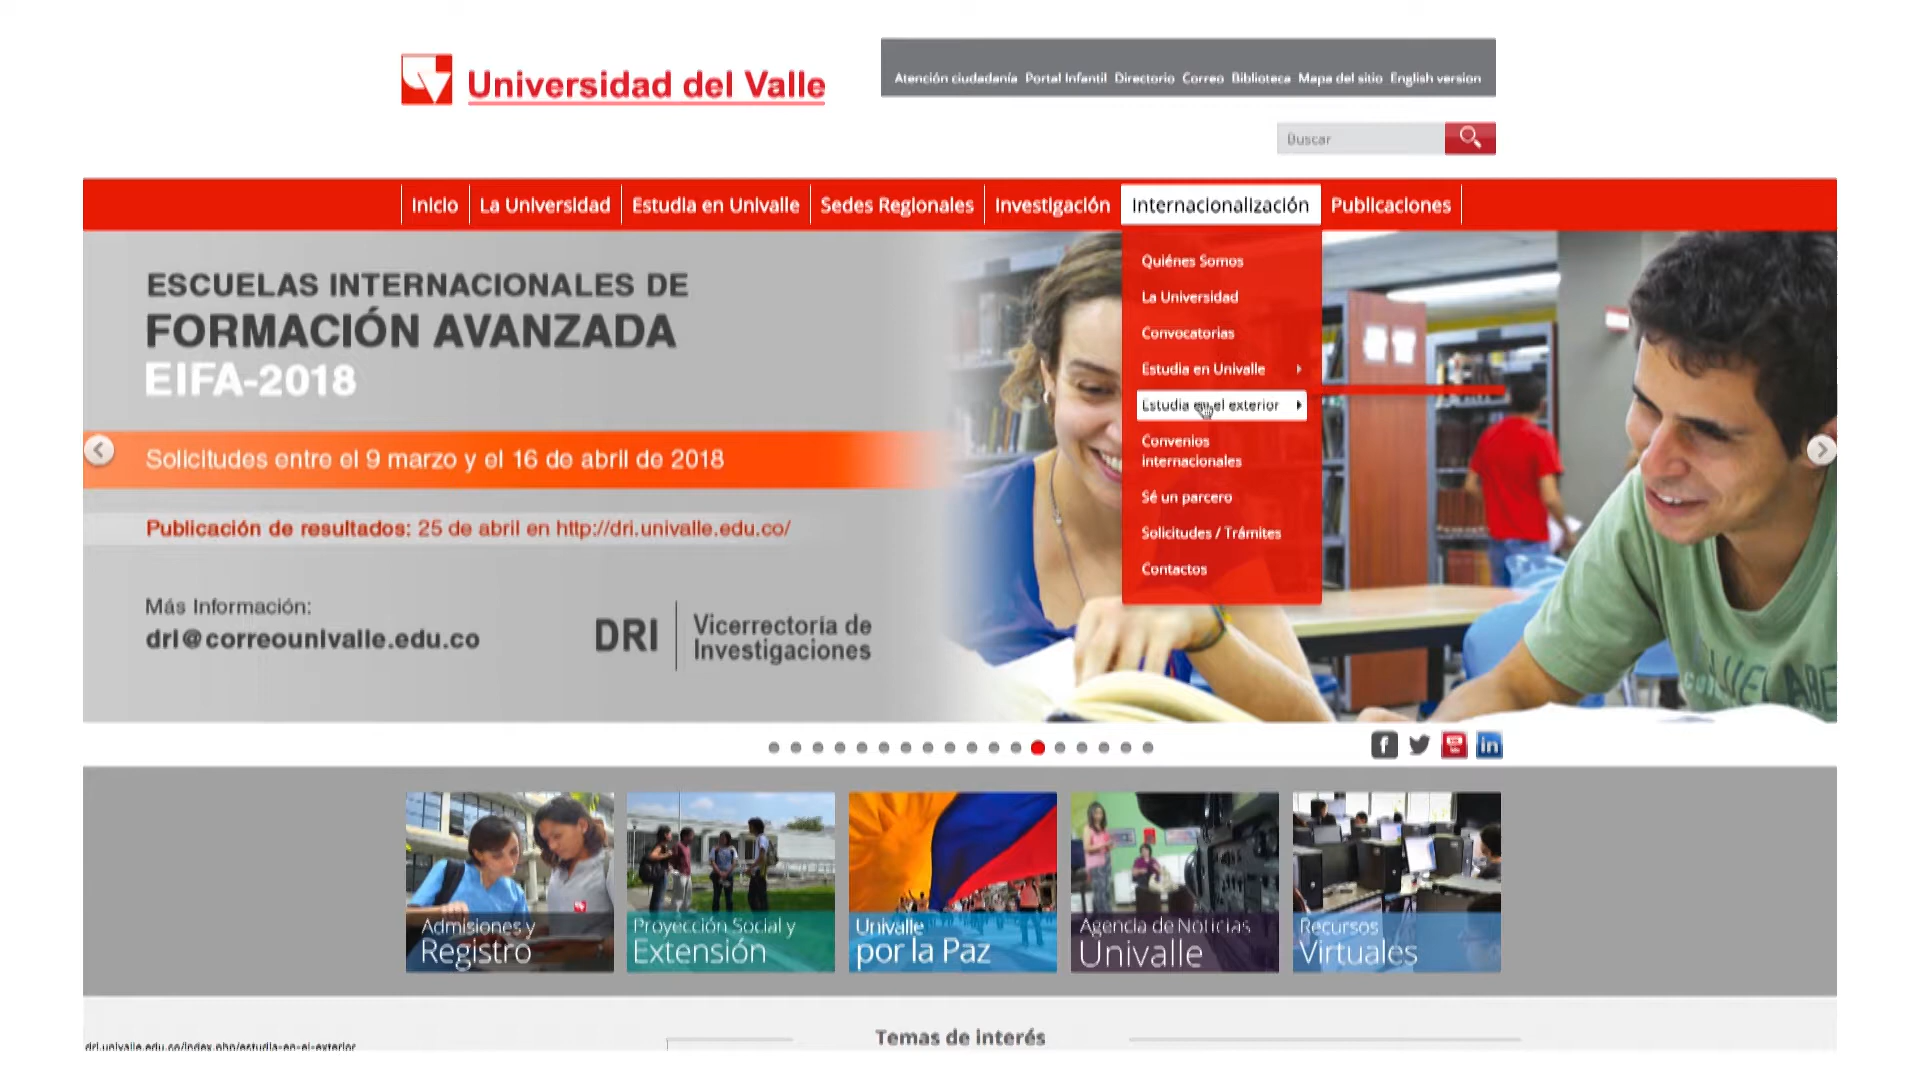 Universidad del Valle
Atención ciudadanía Portal Infantil Directorio Correo Biblioteca Mapa del sitio English version
Buscar
Inicio La Universidad Estudia en Univalle Sedes Regionales Investigación Internacionalización Publicaciones
Quiénes Somos
La Universidad
Convocatorias
Estudia en Univalle
Estudia en el exterior
Convenios
internacionales
Sé un parcero
Solicitudes / Trámites
Contactos
ESCUELAS INTERNACIONALES DE
FORMACIÓN AVANZADA
EIFA-2018
Solicitudes entre el 9 marzo y el 16 de abril de 2018
Publicación de resultados: 25 de abril en http://dri.univalle.edu.co/
Más Información:
dri@correounivalle.edu.co
DRI
Vicerrectoría de
Investigaciones
f in
Admisiones y
Registro
Proyección Social y
Extensión
Univalle
por la Paz
Agencia de Noticias
Univalle
Recursos
Virtuales
Temas de interés
dri.univalle.edu.co/index.php/estudia-en-el-exterior